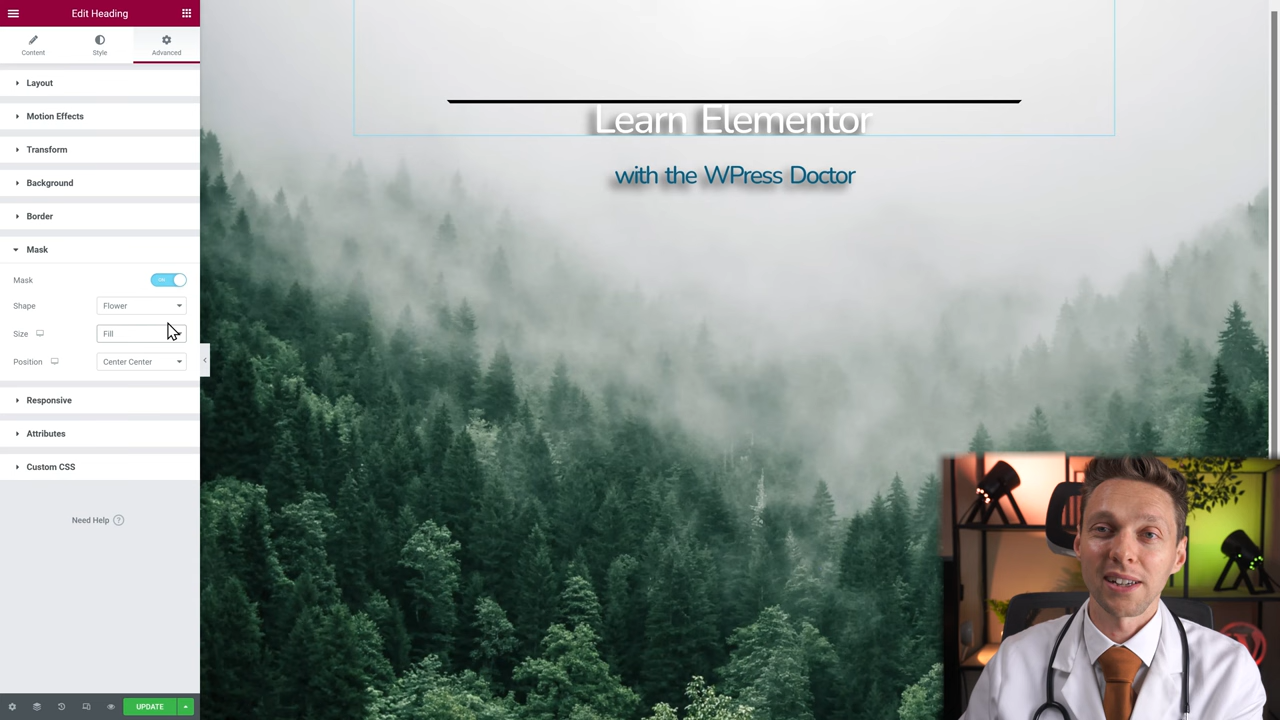 Edit Heading
Content
Style
Advanced
Layout
Motion Effects
Transform
Background
Border
Mask
Mask
Shape
Flower
Size
Fill
Position
Center Center
Responsive
Attributes
Custom CSS
Need Help
UPDATE
Learn Elementor
with the WPress Doctor